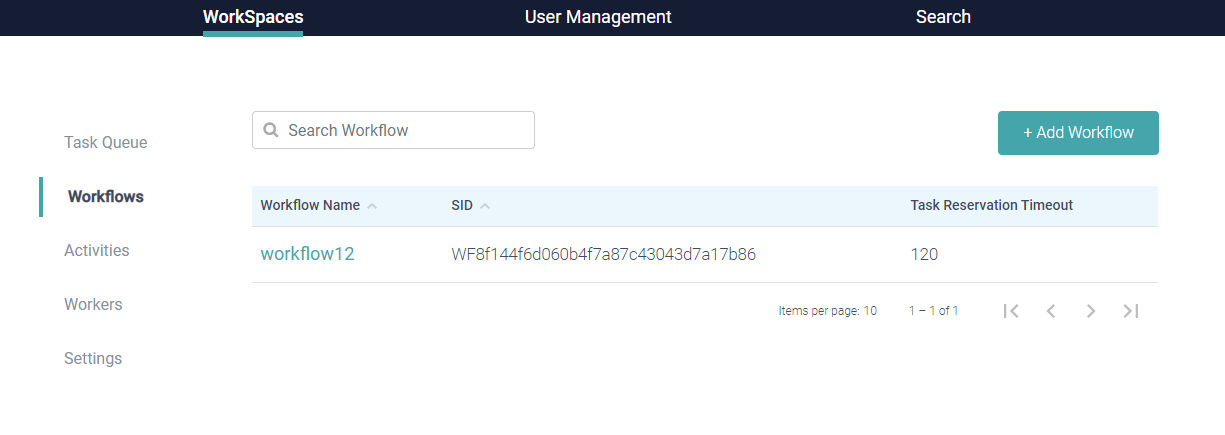 WorkSpaces User Management Search
Search Workflow
+ Add Workflow
Task Queue
Workflows
Activities
Workers
Settings
Workflow Name SID Task Reservation Timeout
workflow12 WF8f144f6d060b4f7a87c43043d7a17b86 120
Items per page: 10 1 – 1 of 1